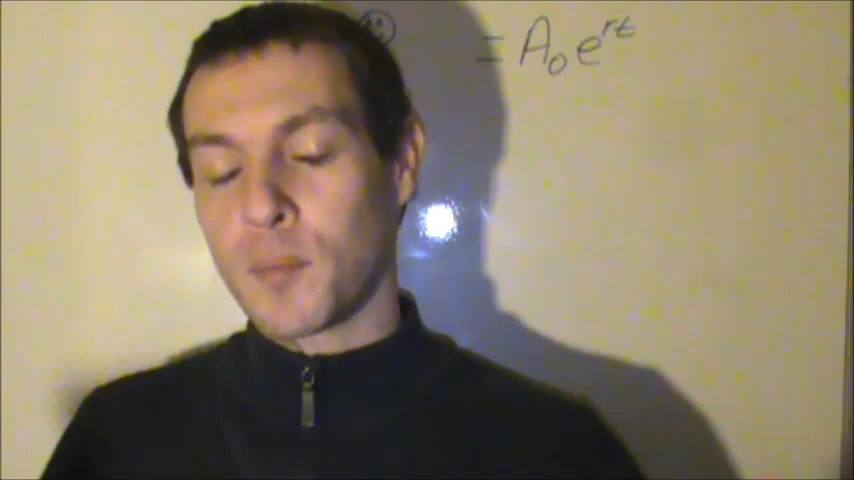 = A₀e^{rt}